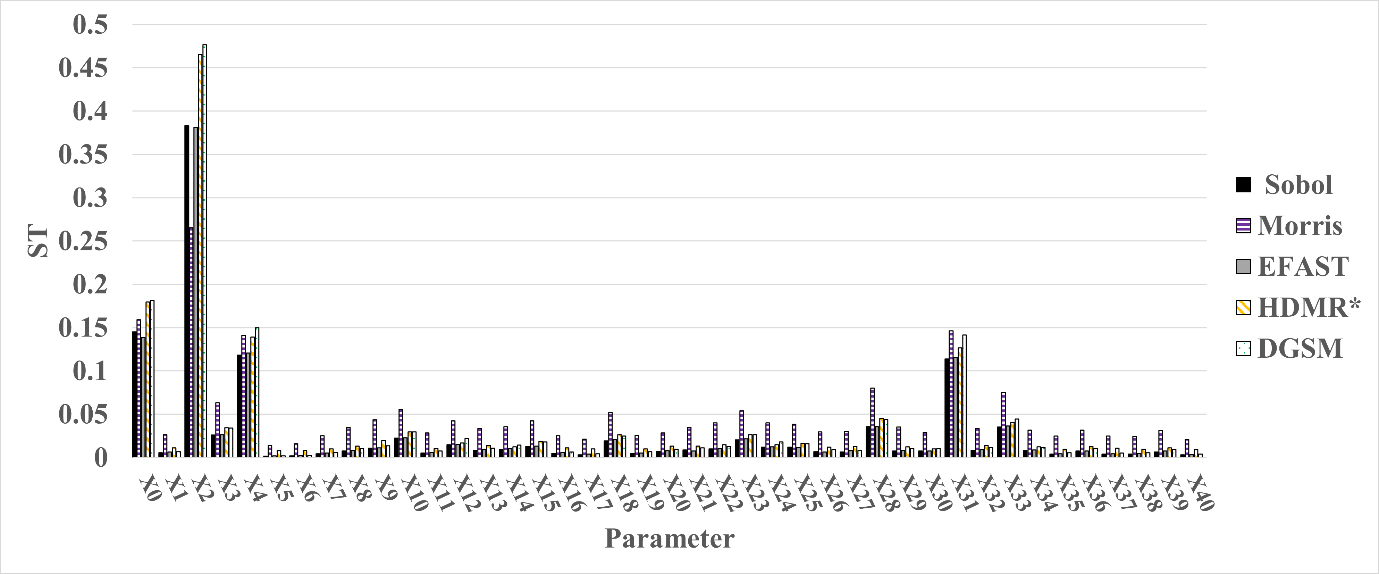 0.5
0.45
0.4
0.35
0.3
0.25
0.2
0.15
0.1
0.05
0
ST
X0 X1 X2 X3 X4 X5 X6 X7 X8 X9 X10 X11 X12 X13 X14 X15 X16 X17 X18 X19 X20 X21 X22 X23 X24 X25 X26 X27 X28 X29 X30 X31 X32 X33 X34 X35 X36 X37 X38 X39 X40
Parameter
Sobol
Morris
EFAST
HDMR*
DGSM